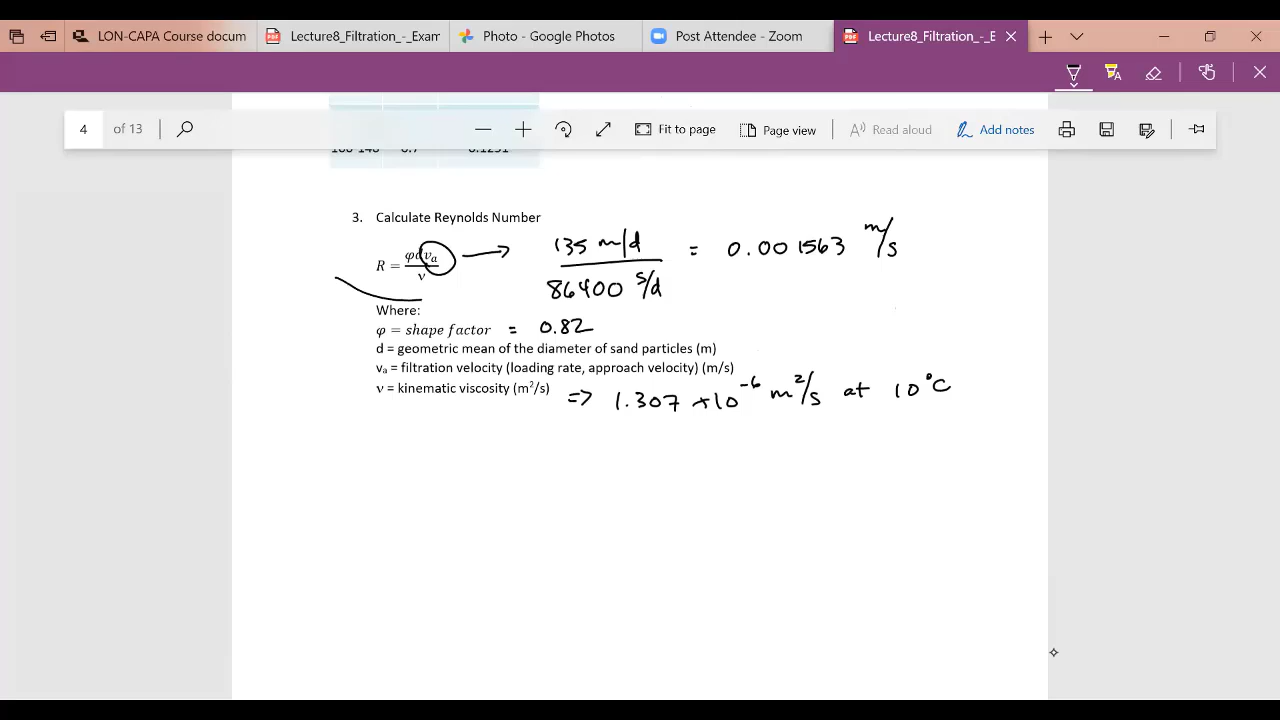 LON-CAPA Course docum
Lecture8_Filtration_-_Exam
Photo - Google Photos
Post Attendee - Zoom
Lecture8_Filtration_-_E
4 of 13
Fit to page
Page view
Read aloud
Add notes
3. Calculate Reynolds Number
R = φdvₐ / ν
135 m/d / 86400 s/d = 0.001563 m/s
Where:
φ = shape factor = 0.82
d = geometric mean of the diameter of sand particles (m)
vₐ = filtration velocity (loading rate, approach velocity) (m/s)
ν = kinematic viscosity (m²/s) => 1.307 x10⁻⁶ m²/s at 10°C